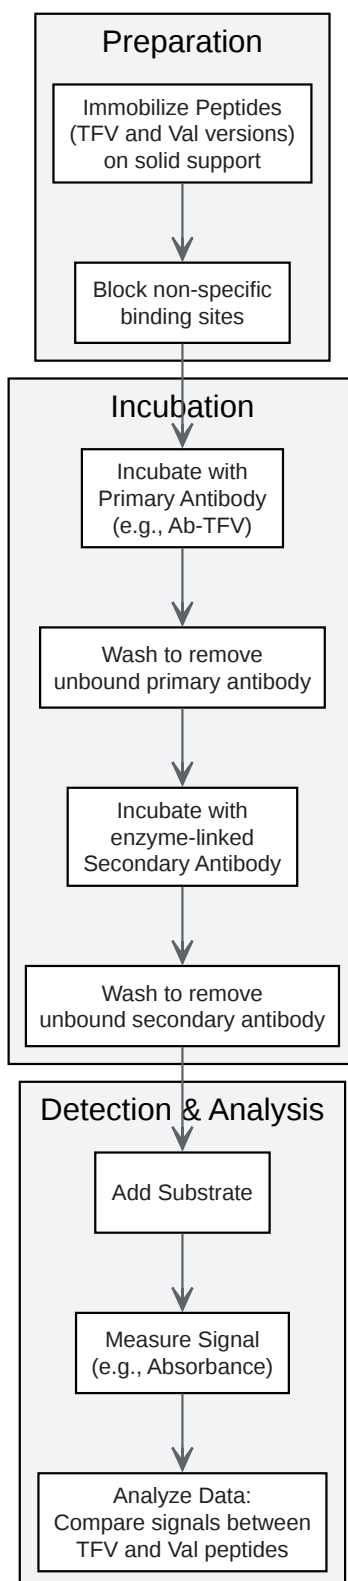 Preparation
Immobilize Peptides
(TFV and Val versions)
on solid support
Block non-specific
binding sites
Incubation
Incubate with
Primary Antibody
(e.g., Ab-TFV)
Wash to remove
unbound primary antibody
Incubate with
enzyme-linked
Secondary Antibody
Wash to remove
unbound secondary antibody
Detection & Analysis
Add Substrate
Measure Signal
(e.g., Absorbance)
Analyze Data:
Compare signals between
TFV and Val peptides